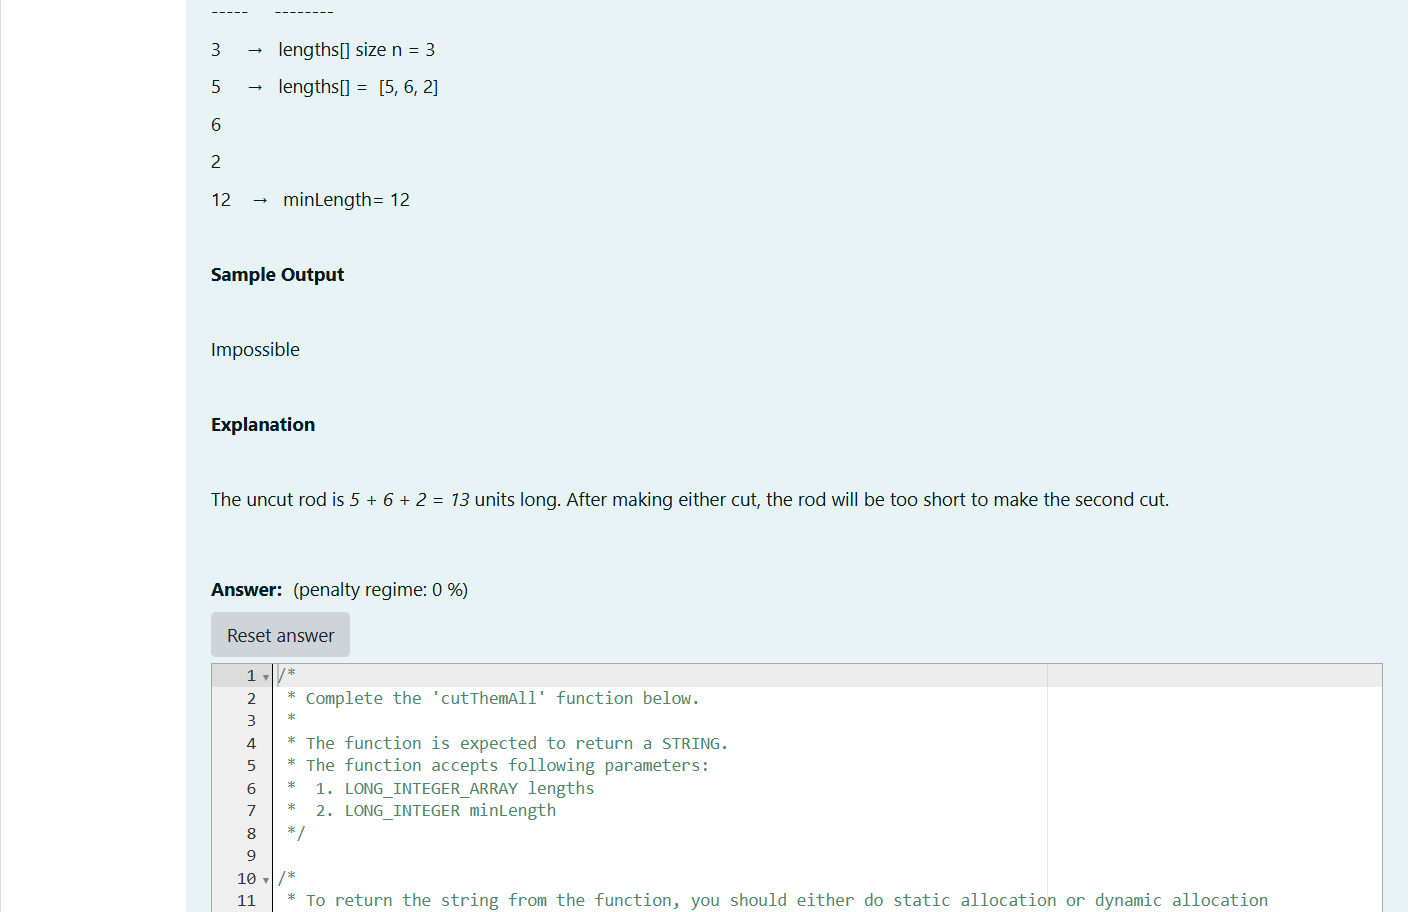 -----    --------
3 → lengths[] size n = 3
5 → lengths[] = [5, 6, 2]
6
2
12 → minLength= 12
Sample Output
Impossible
Explanation
The uncut rod is 5 + 6 + 2 = 13 units long. After making either cut, the rod will be too short to make the second cut.
Answer: (penalty regime: 0 %)
Reset answer
1 /*
2  * Complete the 'cutThemAll' function below.
3  *
4  * The function is expected to return a STRING.
5  * The function accepts following parameters:
6  *  1. LONG_INTEGER_ARRAY lengths
7  *  2. LONG_INTEGER minLength
8  */
9
10 /*
11  * To return the string from the function, you should either do static allocation or dynamic allocation